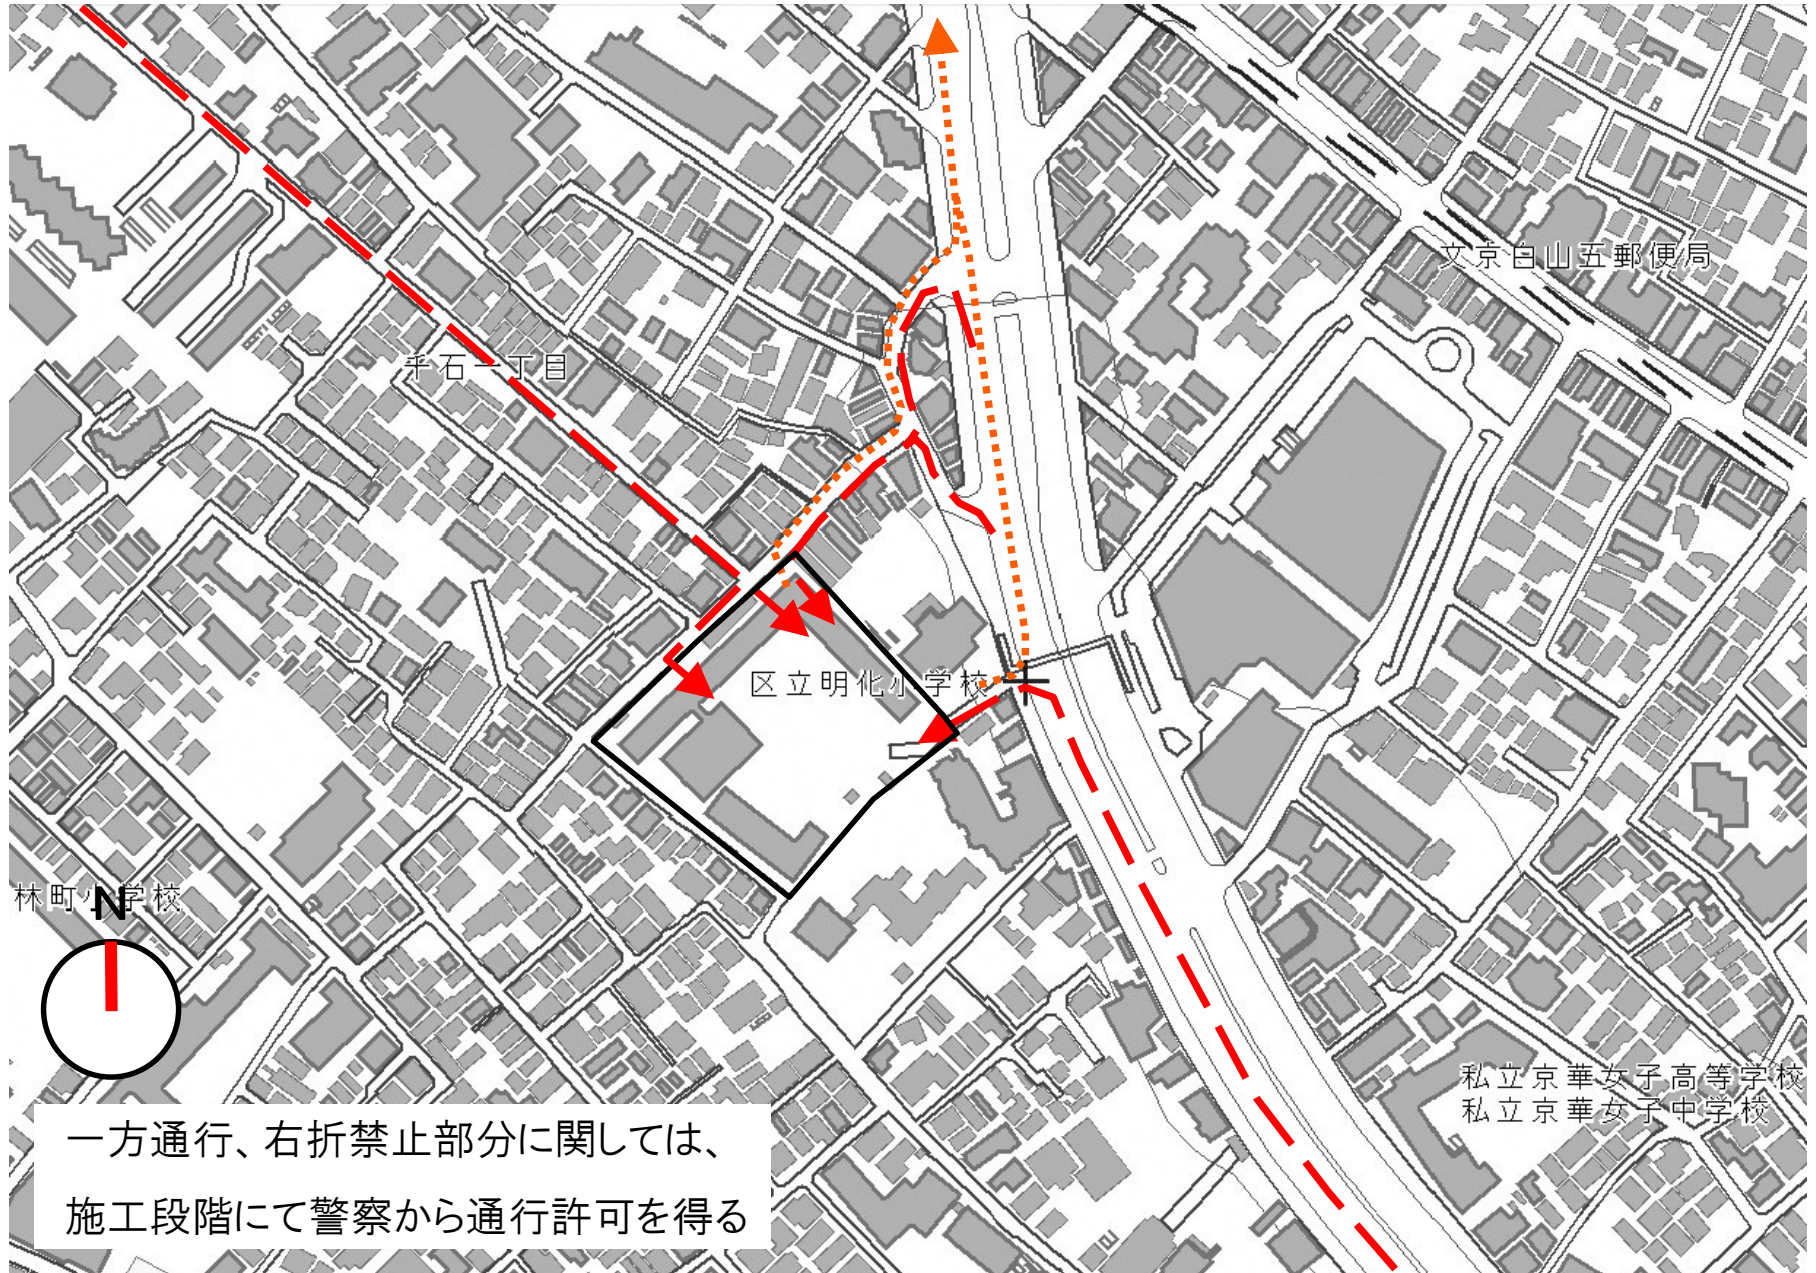 文京白山五郵便局
千石一丁目
区立明化小学校
林町小学校
N
私立京華女子高等学校
私立京華女子中学校
一方通行、右折禁止部分に関しては、
施工段階にて警察から通行許可を得る